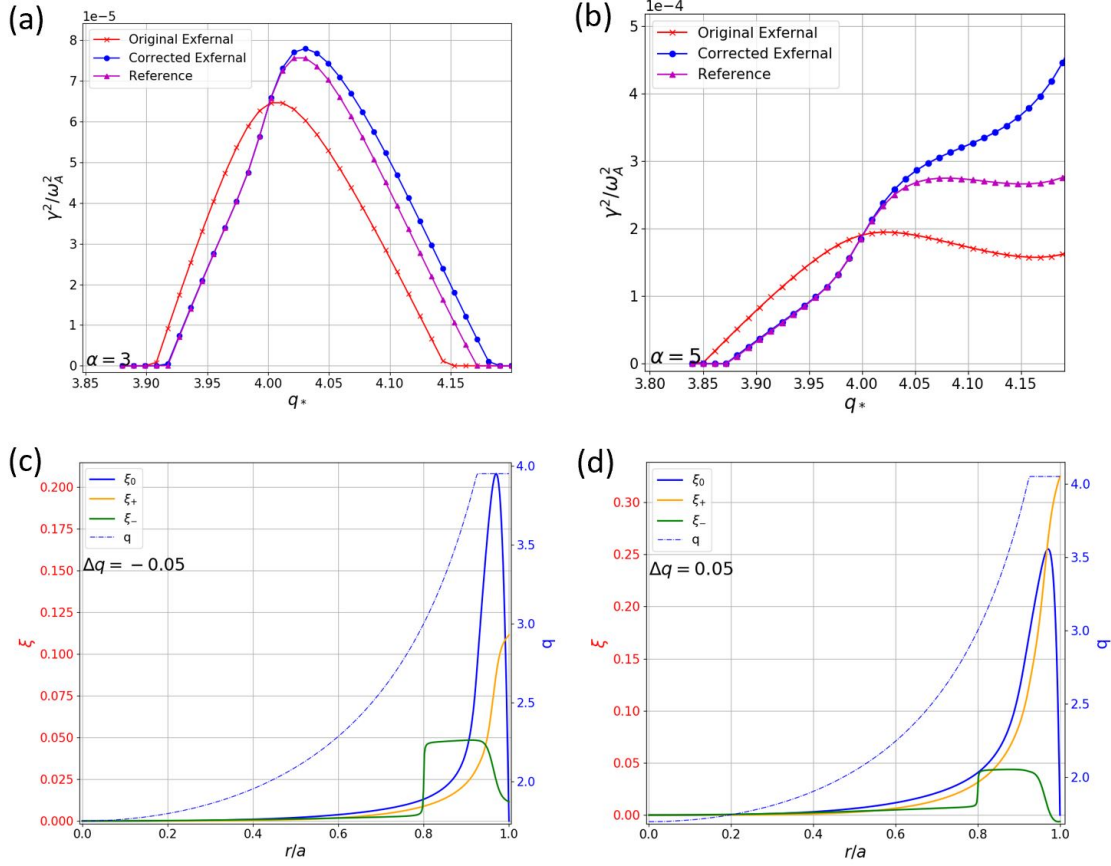 (a)
1e−5
Original Exfernal
Corrected Exfernal
Reference
8
7
6
5
4
3
2
1
0
γ²/ω²_A
α = 3
3.85 3.90 3.95 4.00 4.05 4.10 4.15
q_*
(b)
1e−4
Original Exfernal
Corrected Exfernal
Reference
5
4
3
2
1
0
γ²/ω²_A
α = 5
3.80 3.85 3.90 3.95 4.00 4.05 4.10 4.15
q_*
(c)
ξ₀
ξ₊
ξ₋
q
Δq = −0.05
0.200
0.175
0.150
0.125
0.100
0.075
0.050
0.025
0.000
ξ
4.0
3.5
3.0
2.5
2.0
q
0.0 0.2 0.4 0.6 0.8 1.0
r/a
(d)
ξ₀
ξ₊
ξ₋
q
Δq = 0.05
0.30
0.25
0.20
0.15
0.10
0.05
0.00
ξ
4.0
3.5
3.0
2.5
2.0
q
0.0 0.2 0.4 0.6 0.8 1.0
r/a